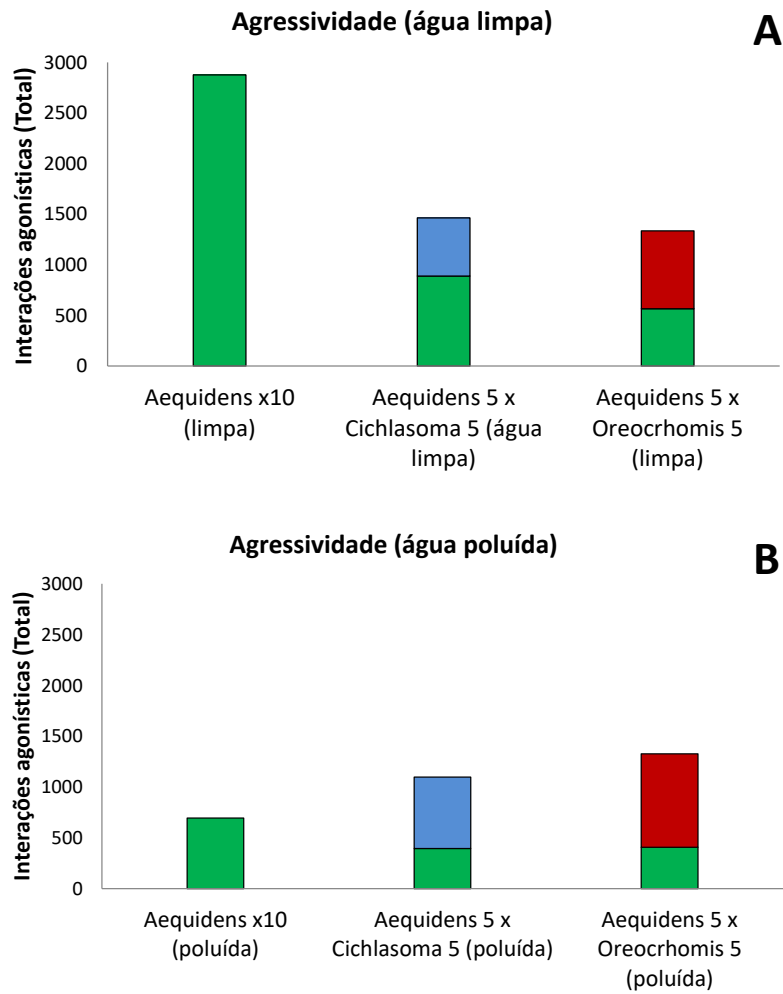 Agressividade (água limpa)
A
Interações agonísticas (Total)
3000
2500
2000
1500
1000
500
0
Aequidens x10
(limpa)
Aequidens 5 x
Cichlasoma 5 (água
limpa)
Aequidens 5 x
Oreocrhomis 5
(limpa)
Agressividade (água poluída)
B
Interações agonísticas (Total)
3000
2500
2000
1500
1000
500
0
Aequidens x10
(poluída)
Aequidens 5 x
Cichlasoma 5 (poluída)
Aequidens 5 x
Oreocrhomis 5
(poluída)